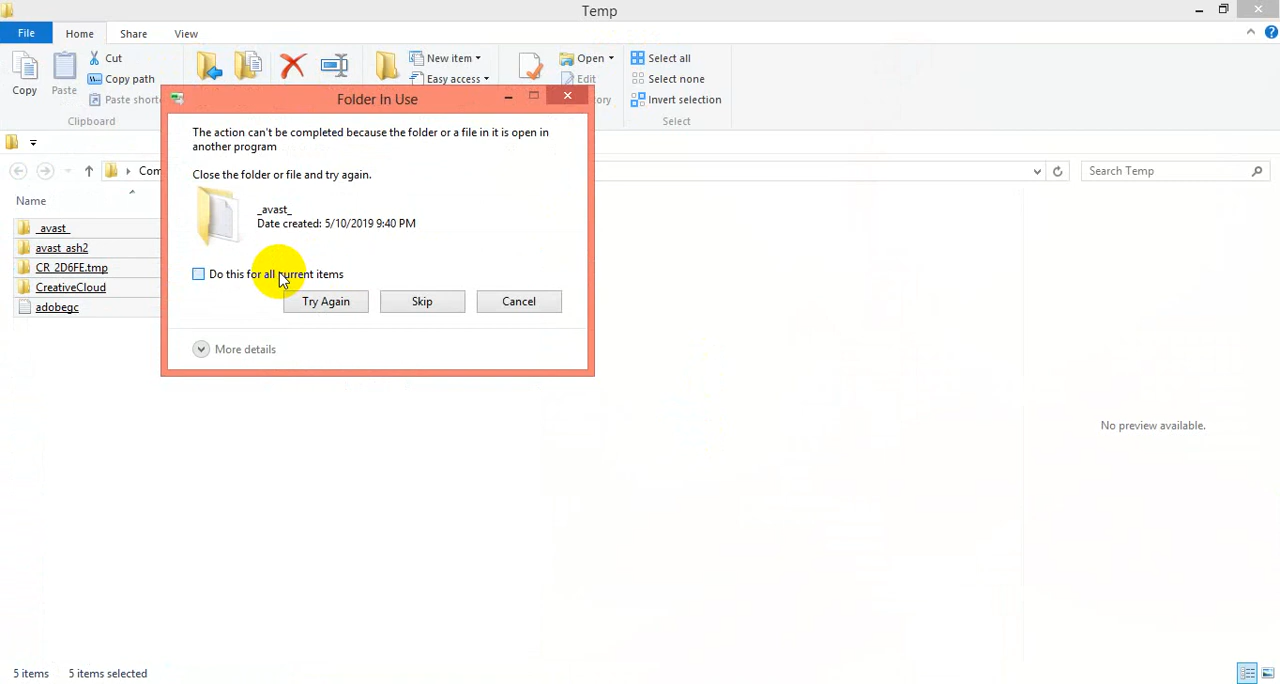 Temp
File Home Share View
Copy
Paste
Cut
Copy path
Paste short
Clipboard
New item
Easy access
Open
Edit
ory
Select all
Select none
Invert selection
Select
Com
Search Temp
Name
_avast_
avast_ash2
CR_2D6FE.tmp
CreativeCloud
adobegc
Folder In Use
The action can't be completed because the folder or a file in it is open in
another program
Close the folder or file and try again.
_avast_
Date created: 5/10/2019 9:40 PM
Do this for all current items
Try Again Skip Cancel
More details
No preview available.
5 items 5 items selected